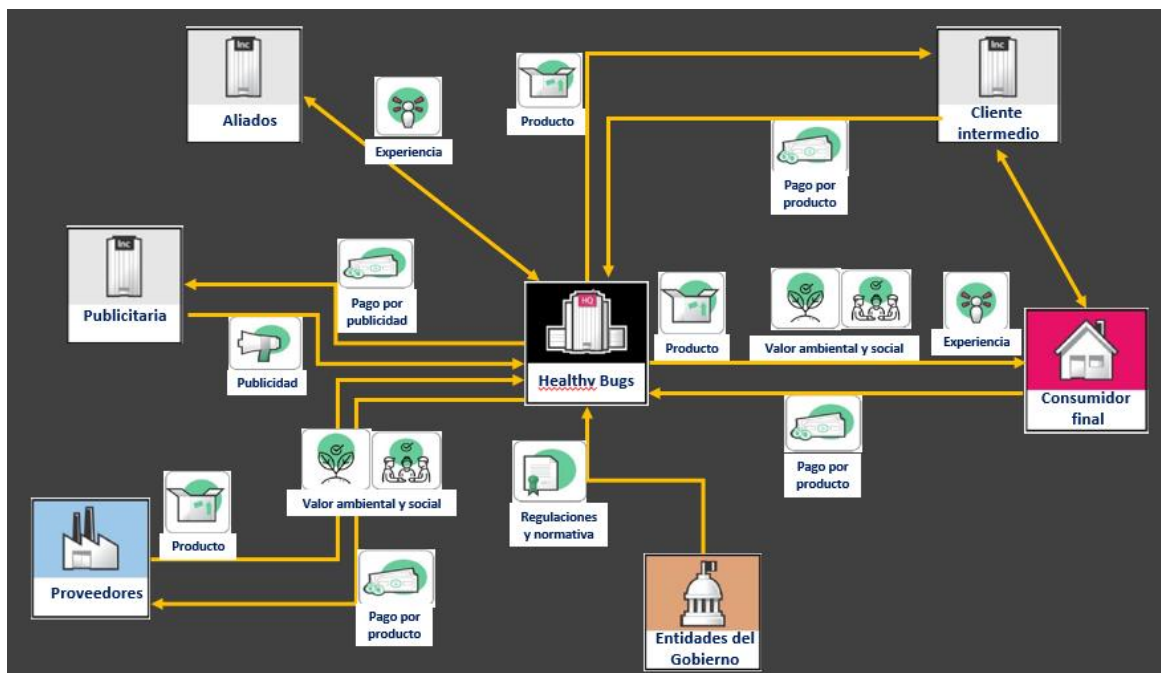 Inc
Aliados
Experiencia
Producto
Inc
Cliente
intermedio
Pago por
producto
Inc
Publicitaria
Pago por
publicidad
Publicidad
HQ
Healthy Bugs
Producto
Valor ambiental y social
Experiencia
Consumidor
final
Pago por
producto
Valor ambiental y social
Producto
Proveedores
Pago por
producto
Regulaciones
y normativa
Entidades del
Gobierno